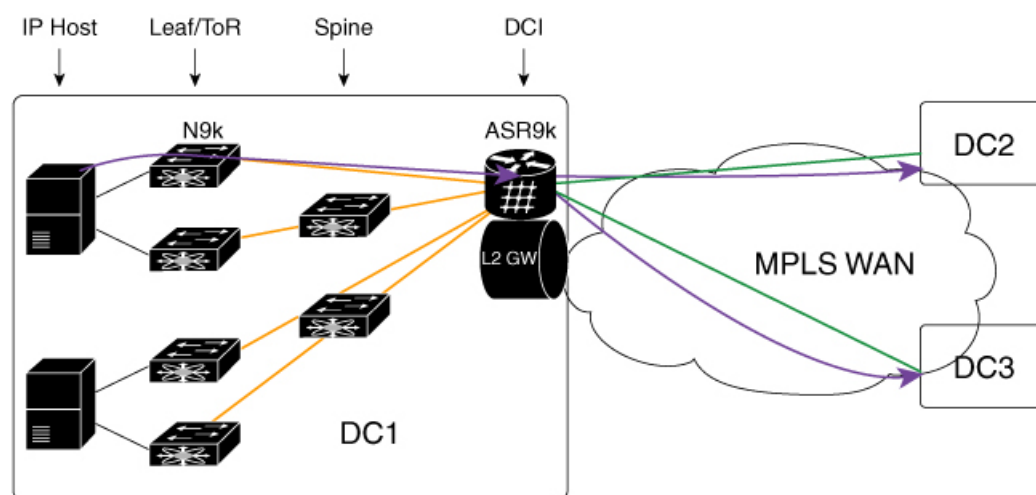 IP Host
Leaf/ToR
Spine
DCI
N9k
ASR9k
L2 GW
DC1
MPLS WAN
DC2
DC3